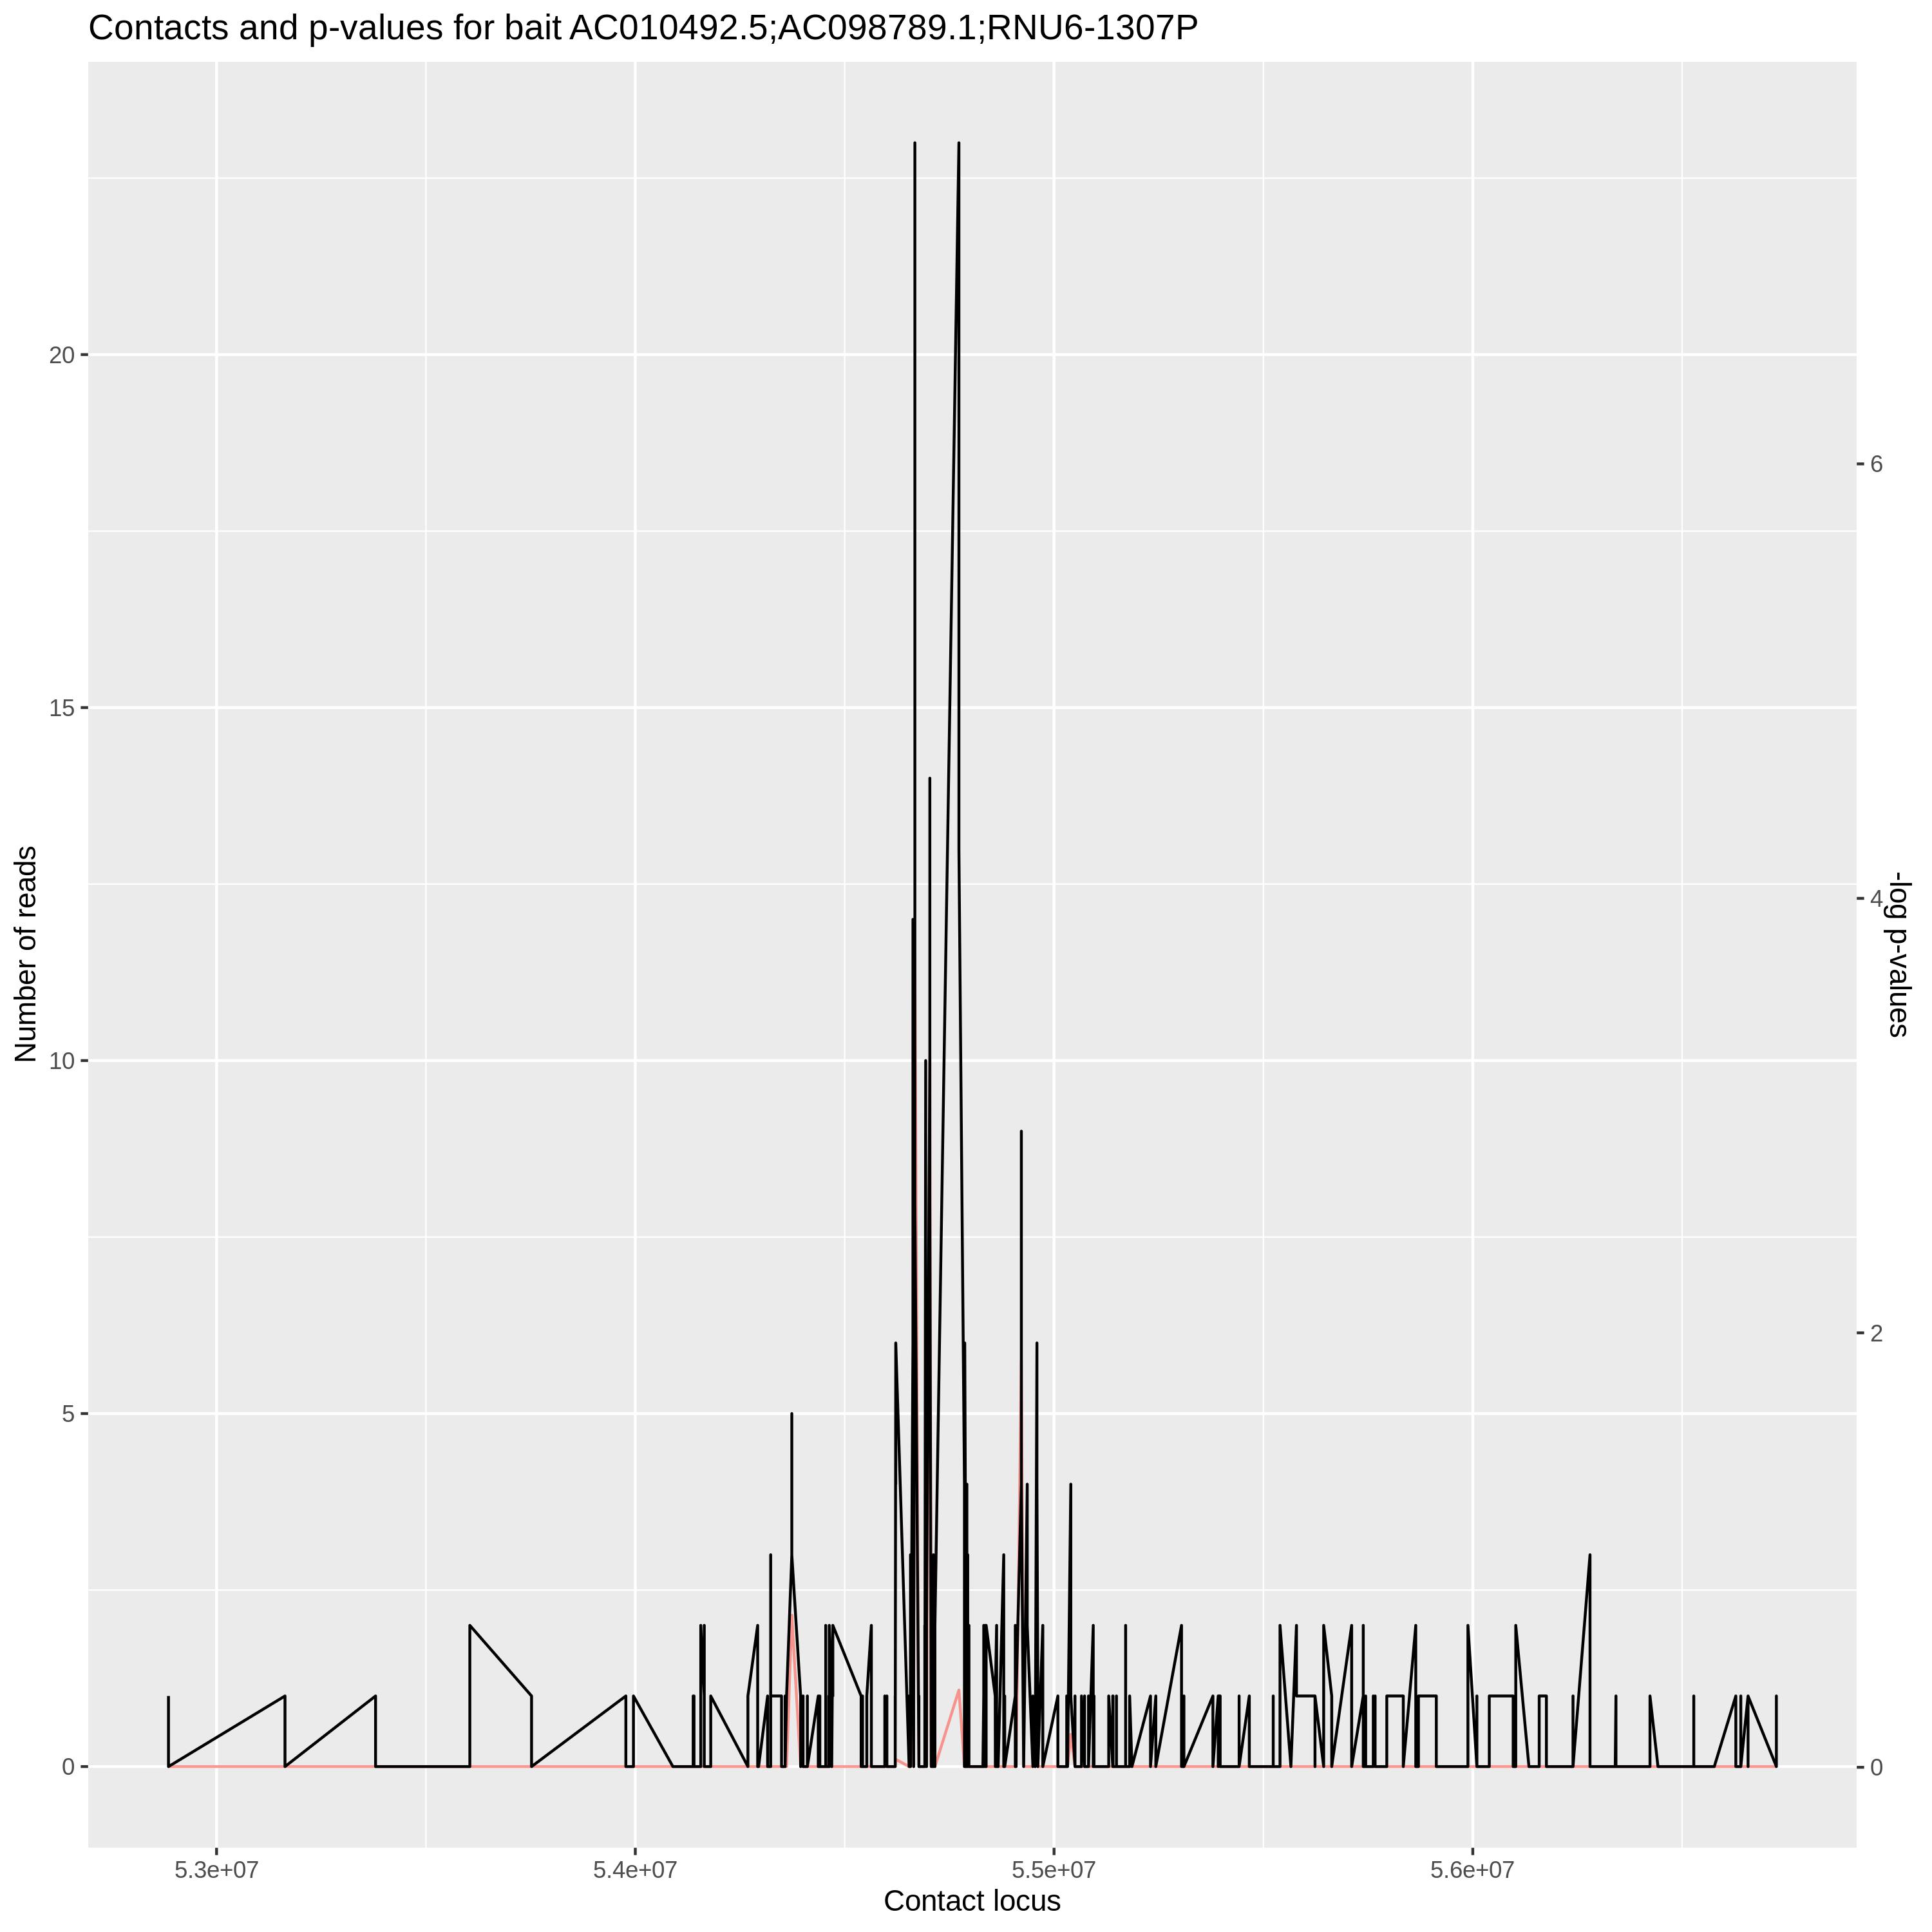 Contacts and p-values for bait AC010492.5;AC098789.1;RNU6-1307P
Number of reads
20
15
10
5
0
6
4
2
0
-log p-values
5.3e+07
5.4e+07
5.5e+07
5.6e+07
Contact locus